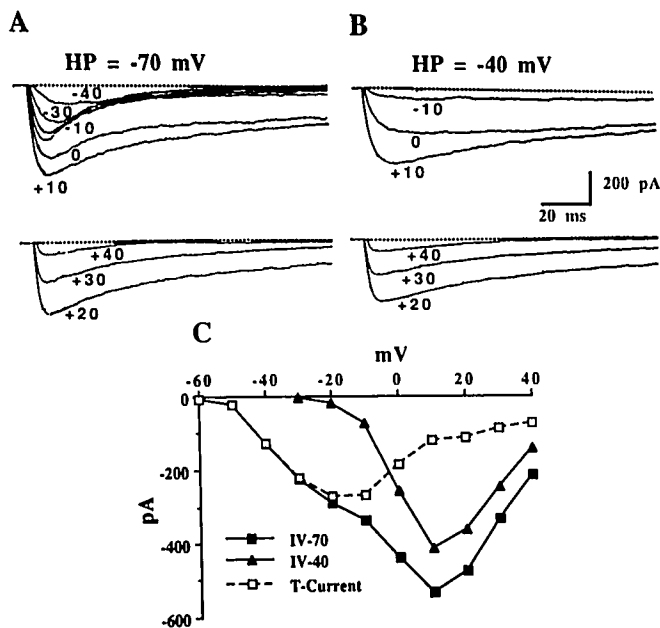 A
HP = -70 mV
-40
-30
-10
0
+10
+40
+30
+20
B
HP = -40 mV
-10
0
+10
200 pA
20 ms
+40
+30
+20
C
mV
-60 -40 -20 0 20 40
0
-200
-400
-600
pA
IV-70
IV-40
T-Current